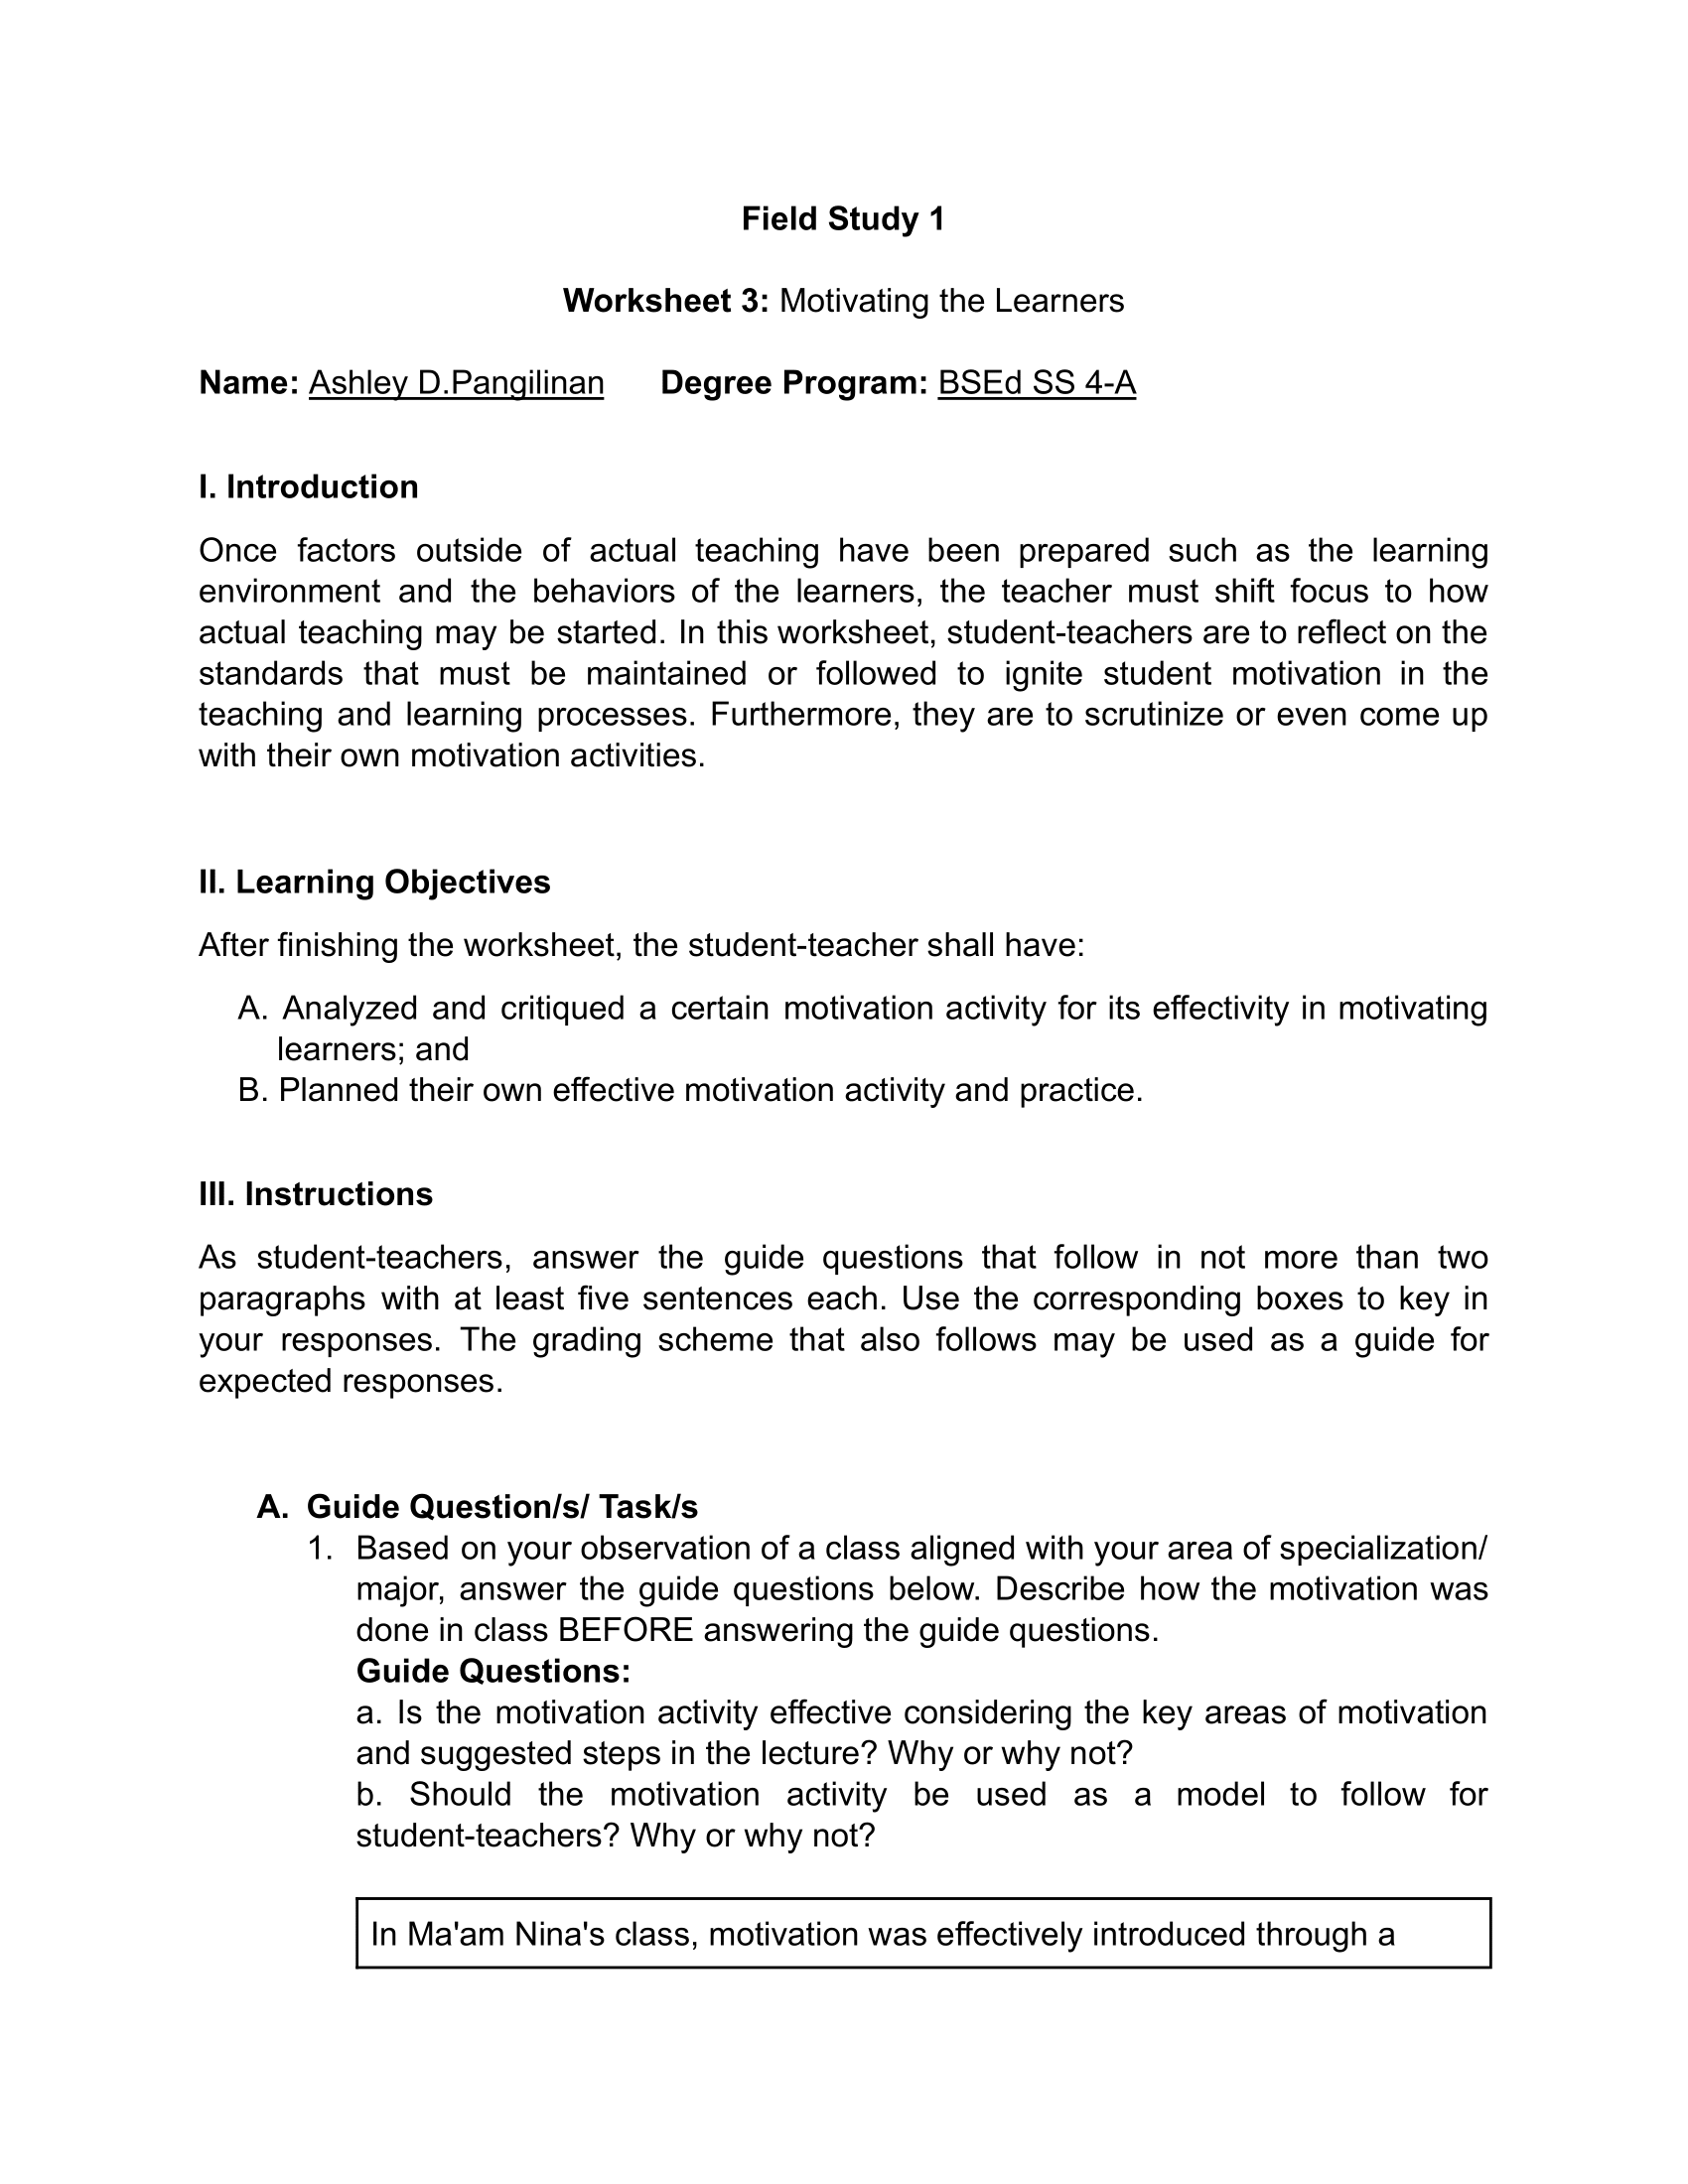 Field Study 1
Worksheet 3: Motivating the Learners
Name: Ashley D.Pangilinan Degree Program: BSEd SS 4-A
I. Introduction
Once factors outside of actual teaching have been prepared such as the learning
environment and the behaviors of the learners, the teacher must shift focus to how
actual teaching may be started. In this worksheet, student-teachers are to reflect on the
standards that must be maintained or followed to ignite student motivation in the
teaching and learning processes. Furthermore, they are to scrutinize or even come up
with their own motivation activities.
II. Learning Objectives
After finishing the worksheet, the student-teacher shall have:
A. Analyzed and critiqued a certain motivation activity for its effectivity in motivating
learners; and
B. Planned their own effective motivation activity and practice.
III. Instructions
As student-teachers, answer the guide questions that follow in not more than two
paragraphs with at least five sentences each. Use the corresponding boxes to key in
your responses. The grading scheme that also follows may be used as a guide for
expected responses.
A. Guide Question/s/ Task/s
1. Based on your observation of a class aligned with your area of specialization/
major, answer the guide questions below. Describe how the motivation was
done in class BEFORE answering the guide questions.
Guide Questions:
a. Is the motivation activity effective considering the key areas of motivation
and suggested steps in the lecture? Why or why not?
b. Should the motivation activity be used as a model to follow for
student-teachers? Why or why not?
In Ma'am Nina's class, motivation was effectively introduced through a